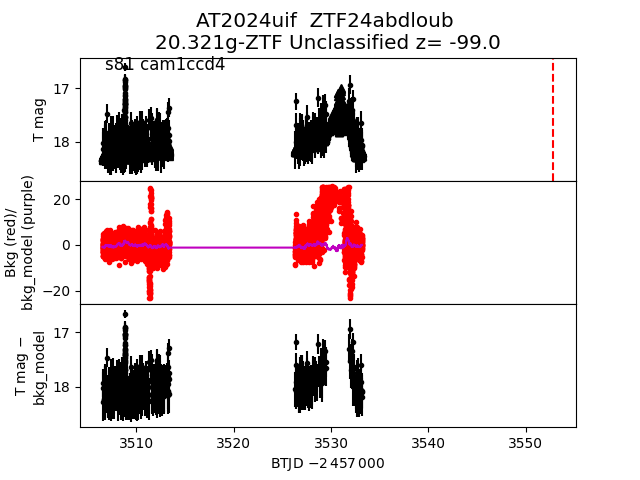 AT2024uif  ZTF24abdloub
20.321g-ZTF Unclassified z= -99.0
s81 cam1ccd4
17
18
T mag
20
0
−20
Bkg (red)/
bkg_model (purple)
17
18
T mag −
bkg_model
3510 3520 3530 3540 3550
BTJD −2 457 000